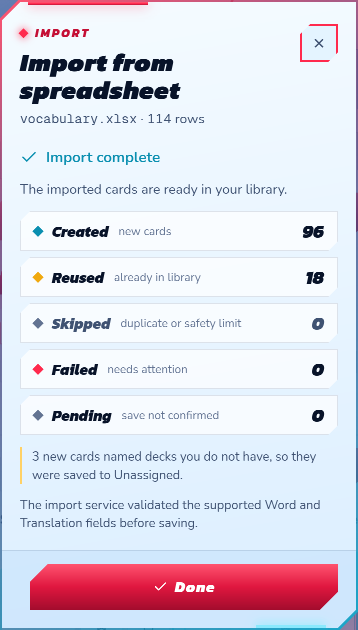 IMPORT
Import from
spreadsheet
vocabulary.xlsx · 114 rows
Import complete
The imported cards are ready in your library.
Created new cards 96
Reused already in library 18
Skipped duplicate or safety limit 0
Failed needs attention 0
Pending save not confirmed 0
3 new cards named decks you do not have, so they
were saved to Unassigned.
The import service validated the supported Word and
Translation fields before saving.
Done